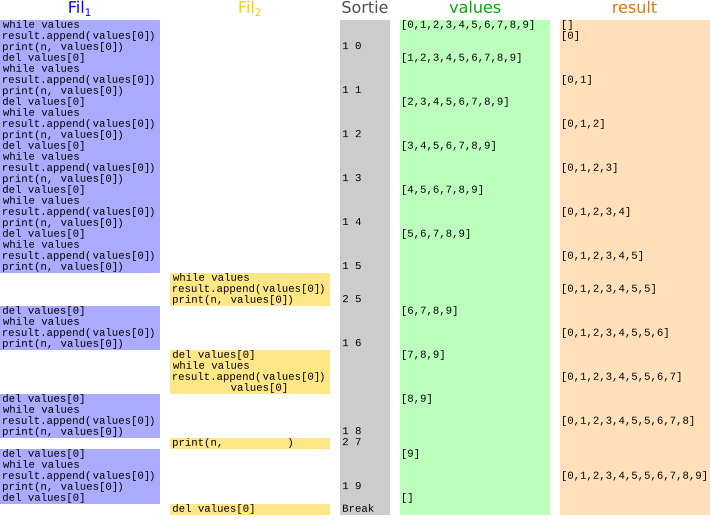 Fil1 Fil2 Sortie values result
while values [0,1,2,3,4,5,6,7,8,9] []
result.append(values[0]) [0]
print(n, values[0]) 1 0
del values[0] [1,2,3,4,5,6,7,8,9]
while values
result.append(values[0]) [0,1]
print(n, values[0]) 1 1
del values[0] [2,3,4,5,6,7,8,9]
while values
result.append(values[0]) [0,1,2]
print(n, values[0]) 1 2
del values[0] [3,4,5,6,7,8,9]
while values
result.append(values[0]) [0,1,2,3]
print(n, values[0]) 1 3
del values[0] [4,5,6,7,8,9]
while values
result.append(values[0]) [0,1,2,3,4]
print(n, values[0]) 1 4
del values[0] [5,6,7,8,9]
while values
result.append(values[0]) [0,1,2,3,4,5]
print(n, values[0]) 1 5
while values
result.append(values[0]) [0,1,2,3,4,5,5]
print(n, values[0]) 2 5
del values[0] [6,7,8,9]
while values
result.append(values[0]) [0,1,2,3,4,5,5,6]
print(n, values[0]) 1 6
del values[0] [7,8,9]
while values
result.append(values[0]) [0,1,2,3,4,5,5,6,7]
values[0]
del values[0] [8,9]
while values
result.append(values[0]) [0,1,2,3,4,5,5,6,7,8]
print(n, values[0]) 1 8
print(n, ) 2 7
del values[0] [9]
while values
result.append(values[0]) [0,1,2,3,4,5,5,6,7,8,9]
print(n, values[0]) 1 9
del values[0] []
del values[0] Break